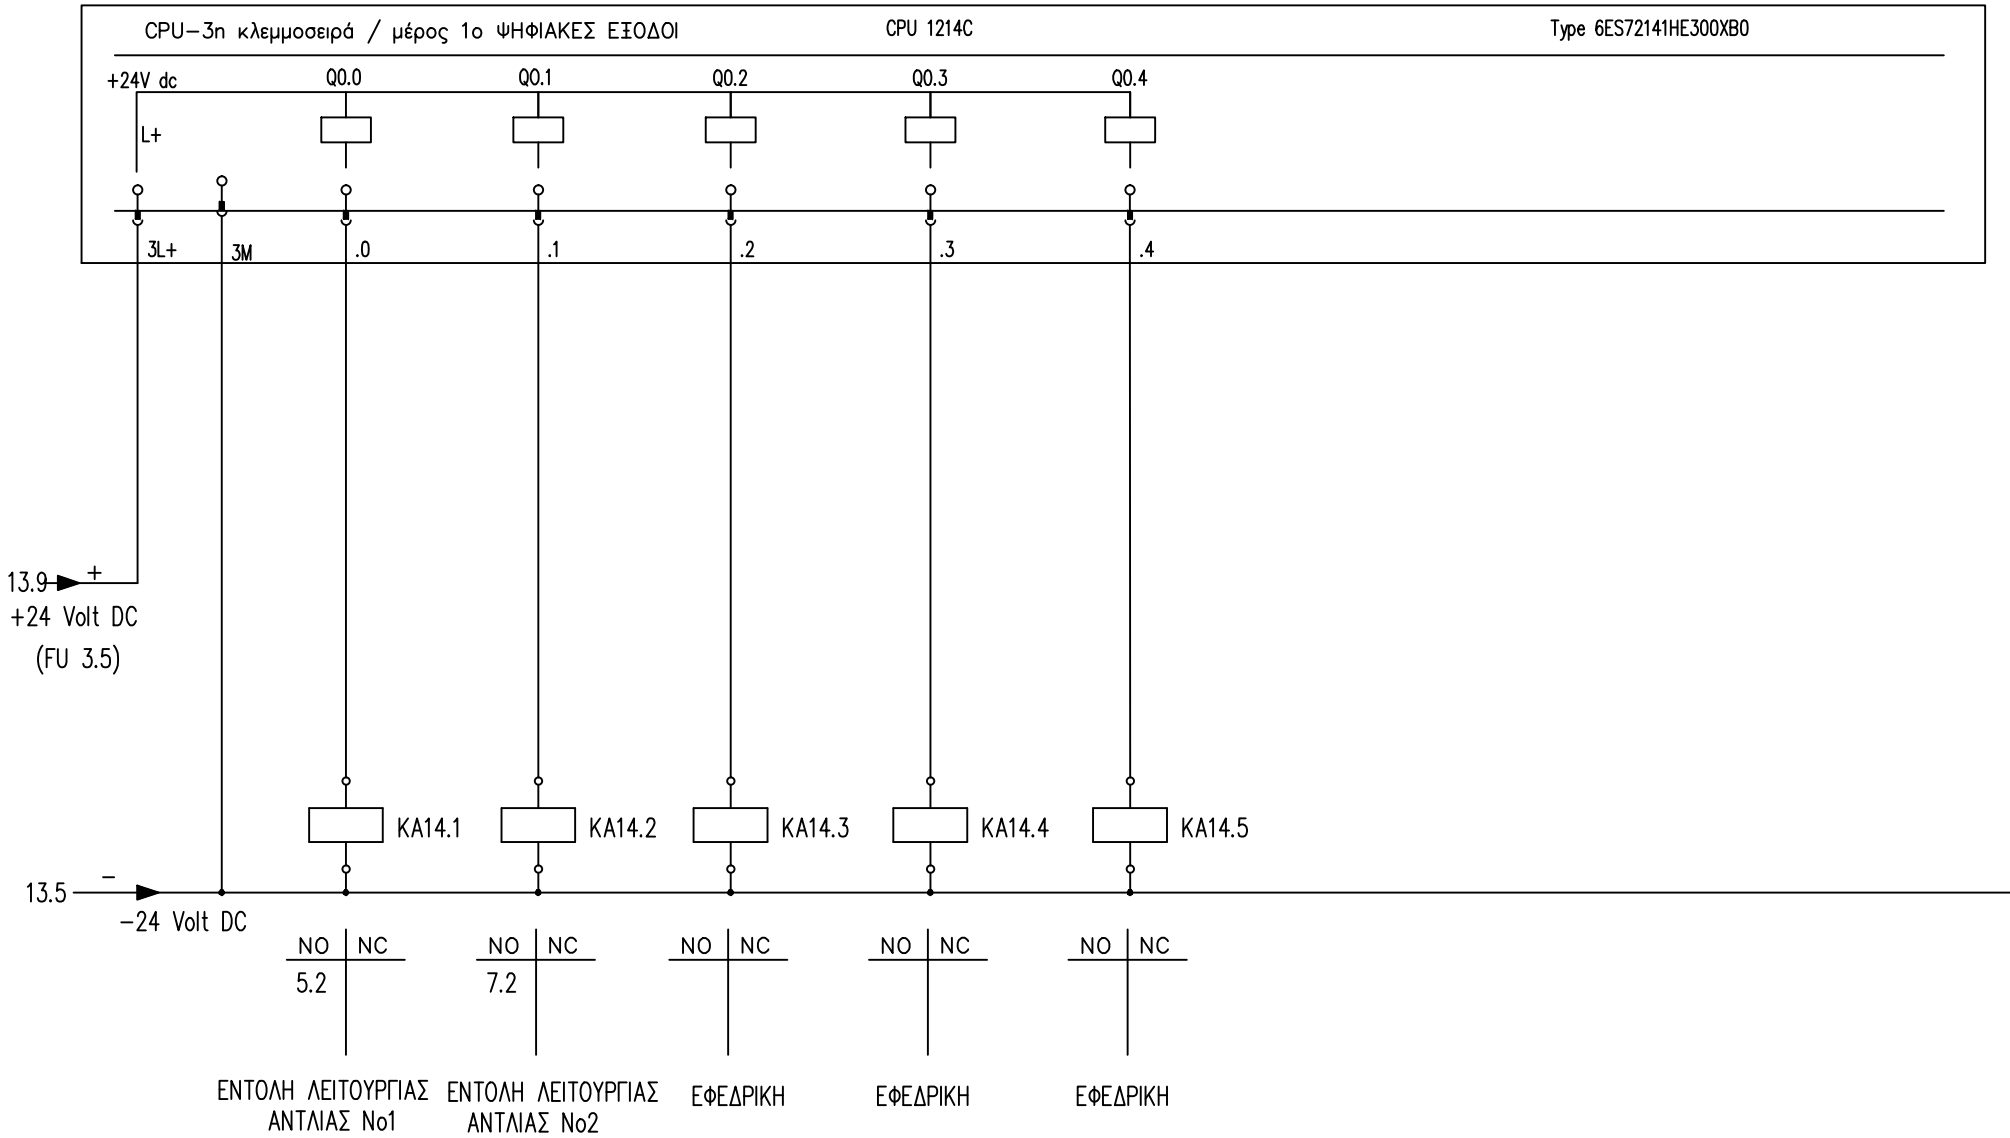 CPU-3η κλεμμοσειρά / μέρος 1ο ΨΗΦΙΑΚΕΣ ΕΞΟΔΟΙ CPU 1214C Type 6ES72141HE300XB0
+24V dc Q0.0 Q0.1 Q0.2 Q0.3 Q0.4
L+
3L+ 3M .0 .1 .2 .3 .4
13.9 +
+24 Volt DC
(FU 3.5)
KA14.1 KA14.2 KA14.3 KA14.4 KA14.5
13.5 -
-24 Volt DC
NO NC NO NC NO NC NO NC NO NC
5.2 7.2
ΕΝΤΟΛΗ ΛΕΙΤΟΥΡΓΙΑΣ ΕΝΤΟΛΗ ΛΕΙΤΟΥΡΓΙΑΣ ΕΦΕΔΡΙΚΗ ΕΦΕΔΡΙΚΗ ΕΦΕΔΡΙΚΗ
ΑΝΤΛΙΑΣ Νο1 ΑΝΤΛΙΑΣ Νο2